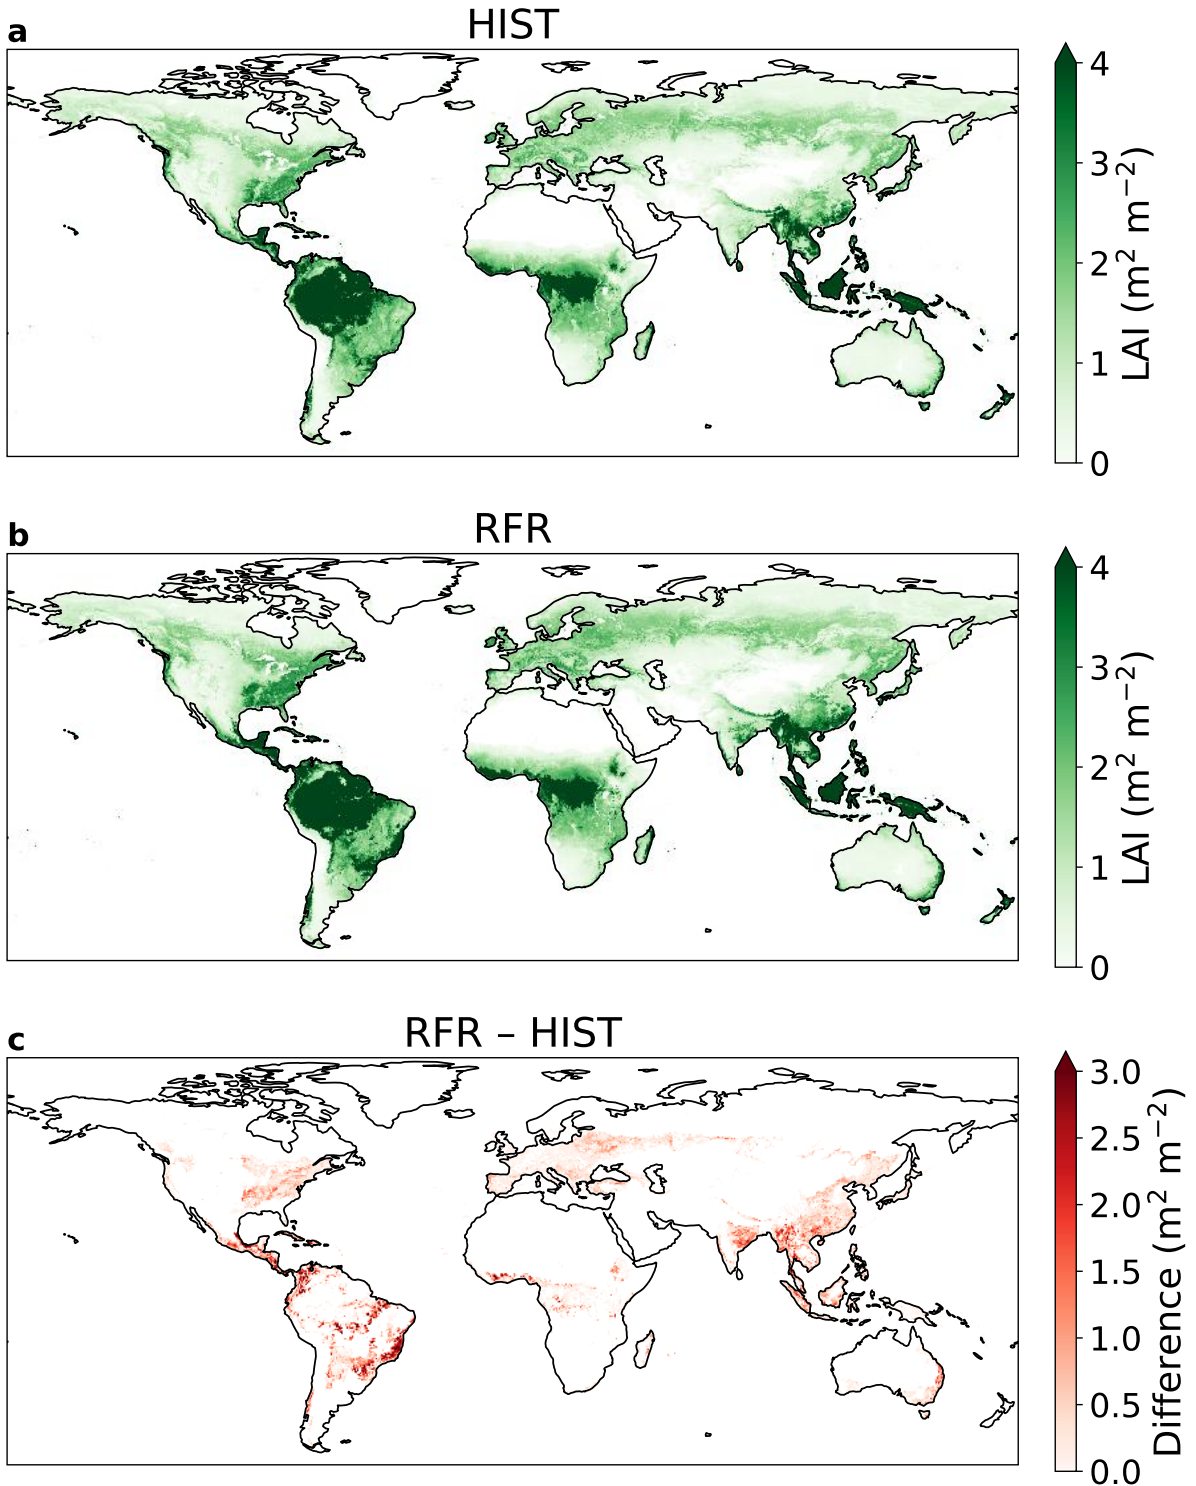 a
HIST
4
3
2
1
0
LAI (m² m⁻²)
b
RFR
4
3
2
1
0
LAI (m² m⁻²)
c
RFR – HIST
3.0
2.5
2.0
1.5
1.0
0.5
0.0
Difference (m² m⁻²)